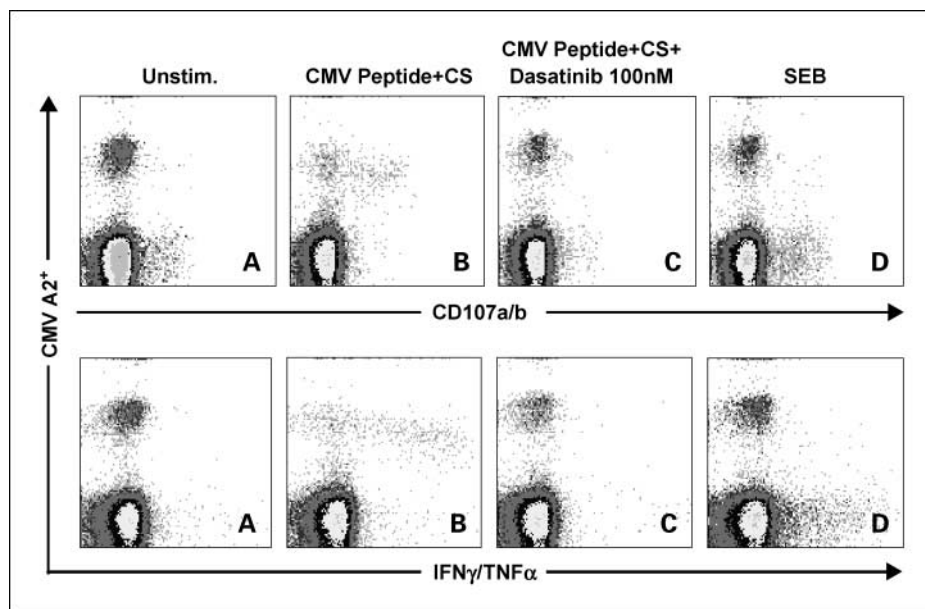 Unstim.
CMV Peptide+CS
CMV Peptide+CS+
Dasatinib 100nM
SEB
CMV A2⁺
A
B
C
D
CD107a/b
A
B
C
D
IFNγ/TNFα